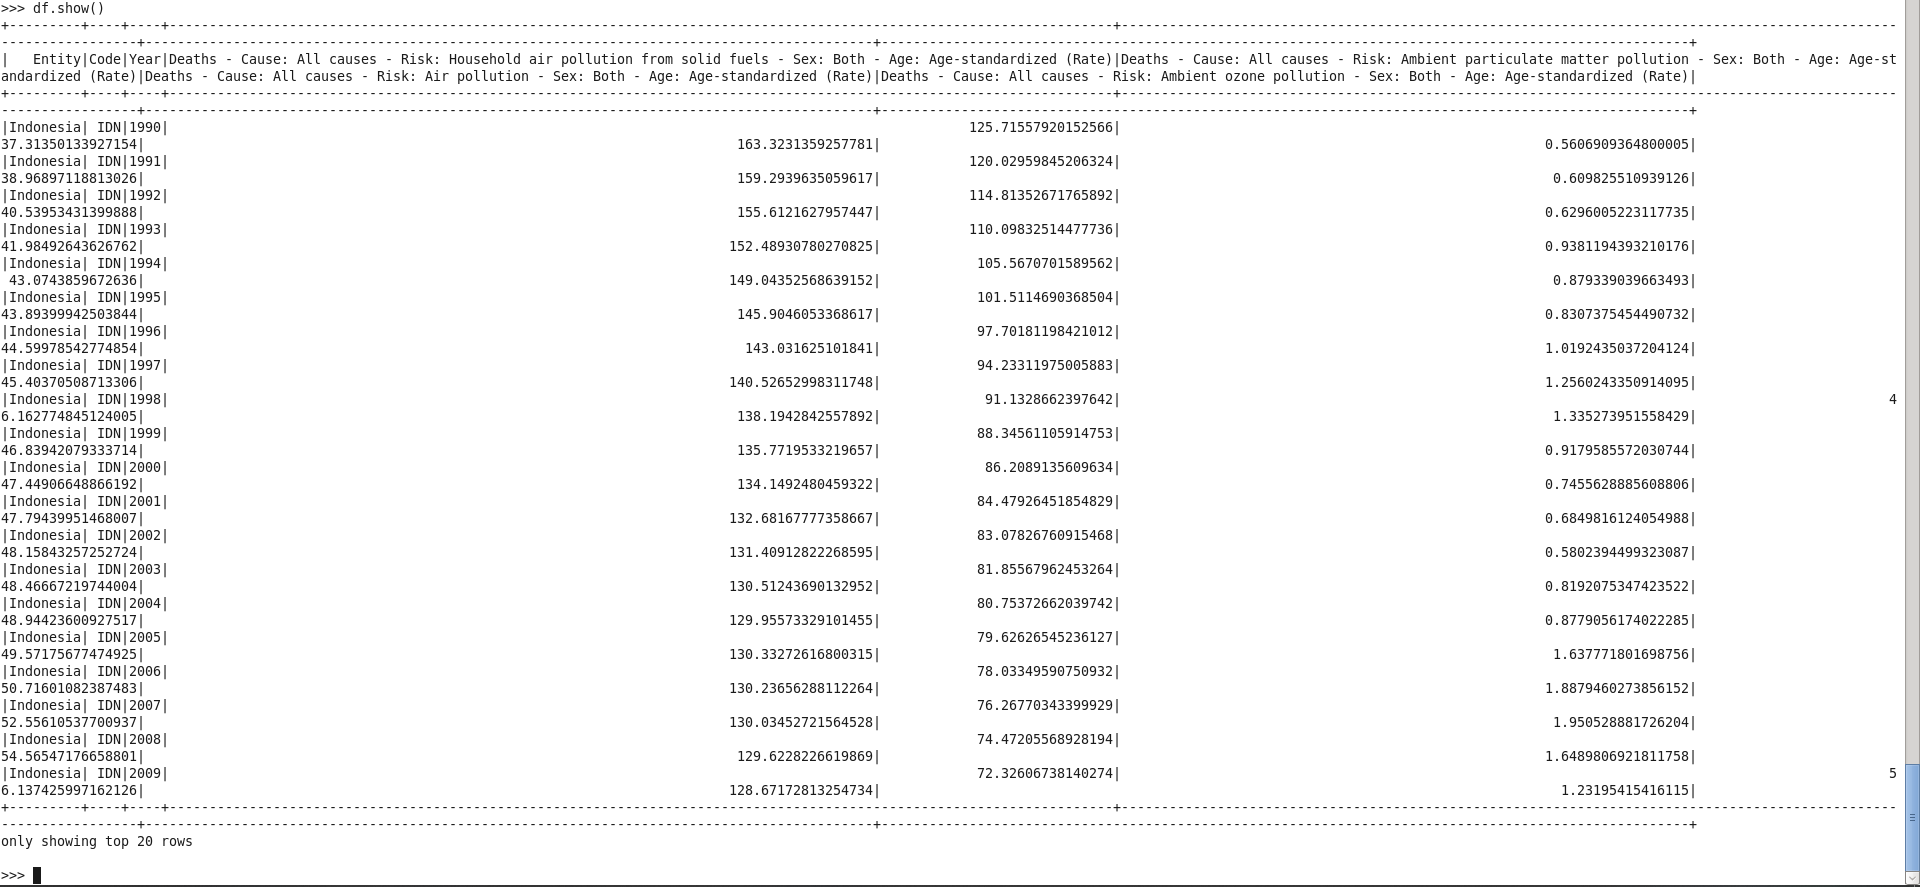 >>> df.show()
+---------+----+----+----------------------------------------------------------------------------------------------------------------------+-------------------------------------------------------------------------------------------------
-----------------+-------------------------------------------------------------------------------------------+-----------------------------------------------------------------------------------------------------+
|   Entity|Code|Year|Deaths - Cause: All causes - Risk: Household air pollution from solid fuels - Sex: Both - Age: Age-standardized (Rate)|Deaths - Cause: All causes - Risk: Ambient particulate matter pollution - Sex: Both - Age: Age-st
andardized (Rate)|Deaths - Cause: All causes - Risk: Air pollution - Sex: Both - Age: Age-standardized (Rate)|Deaths - Cause: All causes - Risk: Ambient ozone pollution - Sex: Both - Age: Age-standardized (Rate)|
+---------+----+----+----------------------------------------------------------------------------------------------------------------------+-------------------------------------------------------------------------------------------------
-----------------+-------------------------------------------------------------------------------------------+-----------------------------------------------------------------------------------------------------+
|Indonesia| IDN|1990| 125.71557920152566|
37.31350133927154| 163.3231359257781| 0.5606909364800005|
|Indonesia| IDN|1991| 120.02959845206324|
38.96897118813026| 159.2939635059617| 0.609825510939126|
|Indonesia| IDN|1992| 114.81352671765892|
40.53953431399888| 155.6121627957447| 0.6296005223117735|
|Indonesia| IDN|1993| 110.09832514477736|
41.98492643626762| 152.48930780270825| 0.9381194393210176|
|Indonesia| IDN|1994| 105.5670701589562|
43.0743859672636| 149.04352568639152| 0.879339039663493|
|Indonesia| IDN|1995| 101.5114690368504|
43.89399942503844| 145.9046053368617| 0.8307375454490732|
|Indonesia| IDN|1996| 97.70181198421012|
44.59978542774854| 143.031625101841| 1.0192435037204124|
|Indonesia| IDN|1997| 94.23311975005883|
45.40370508713306| 140.52652998311748| 1.2560243350914095|
|Indonesia| IDN|1998| 91.1328662397642| 4
6.162774845124005| 138.1942842557892| 1.335273951558429|
|Indonesia| IDN|1999| 88.34561105914753|
46.83942079333714| 135.7719533219657| 0.9179585572030744|
|Indonesia| IDN|2000| 86.2089135609634|
47.44906648866192| 134.1492480459322| 0.7455628885608806|
|Indonesia| IDN|2001| 84.47926451854829|
47.79439951468007| 132.68167777358667| 0.6849816124054988|
|Indonesia| IDN|2002| 83.07826760915468|
48.15843257252724| 131.40912822268595| 0.5802394499323087|
|Indonesia| IDN|2003| 81.85567962453264|
48.46667219744004| 130.51243690132952| 0.8192075347423522|
|Indonesia| IDN|2004| 80.75372662039742|
48.94423600927517| 129.95573329101455| 0.8779056174022285|
|Indonesia| IDN|2005| 79.62626545236127|
49.57175677474925| 130.33272616800315| 1.637771801698756|
|Indonesia| IDN|2006| 78.03349590750932|
50.71601082387483| 130.23656288112264| 1.8879460273856152|
|Indonesia| IDN|2007| 76.26770343399929|
52.55610537700937| 130.03452721564528| 1.950528881726204|
|Indonesia| IDN|2008| 74.47205568928194|
54.56547176658801| 129.6228226619869| 1.6489806921811758|
|Indonesia| IDN|2009| 72.32606738140274| 5
6.137425997162126| 128.67172813254734| 1.23195415416115|
+---------+----+----+----------------------------------------------------------------------------------------------------------------------+-------------------------------------------------------------------------------------------------
-----------------+-------------------------------------------------------------------------------------------+-----------------------------------------------------------------------------------------------------+
only showing top 20 rows
>>>